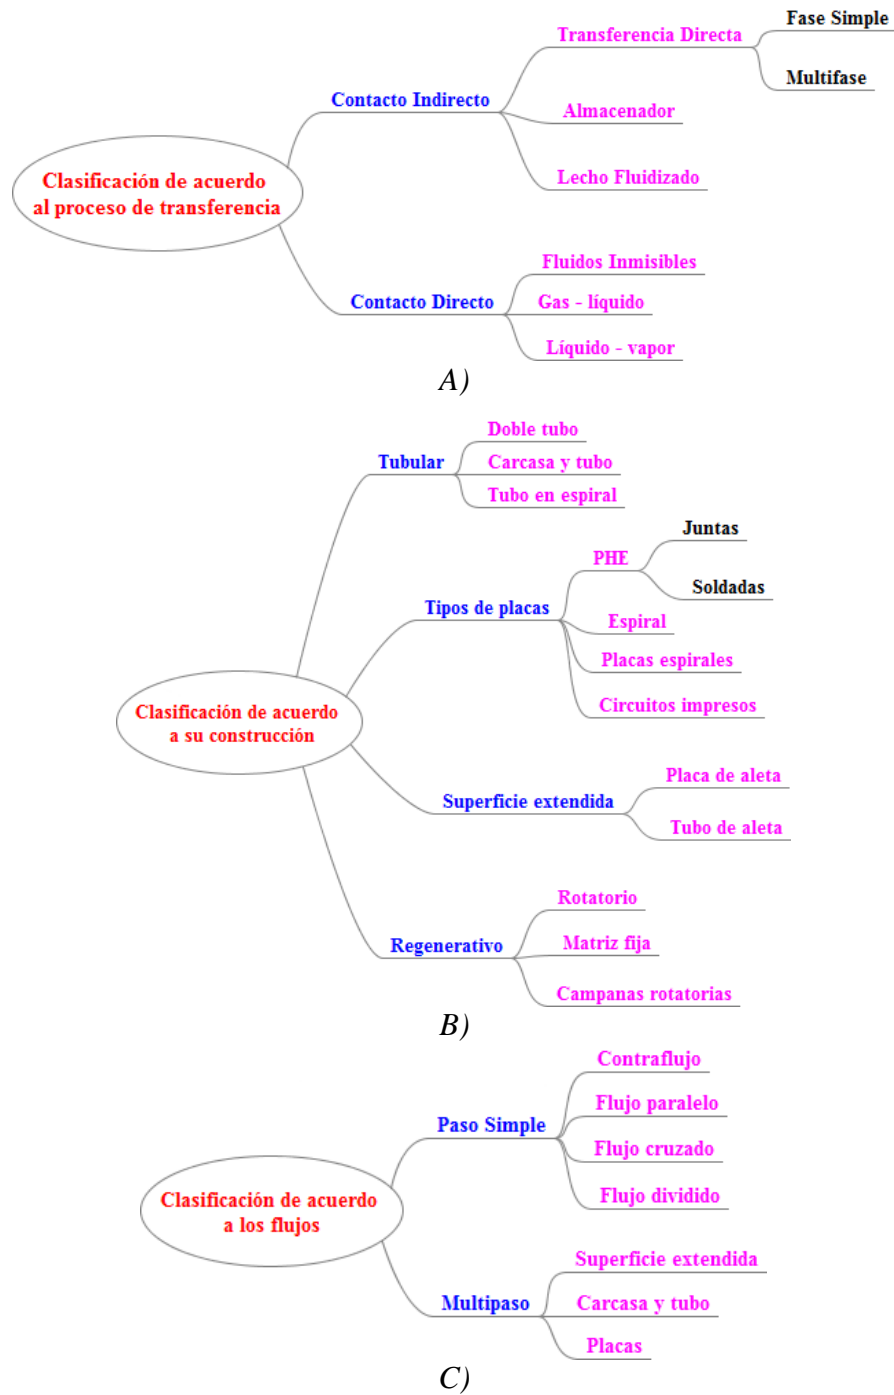 Fase Simple
Transferencia Directa
Multifase
Contacto Indirecto
Almacenador
Clasificación de acuerdo
al proceso de transferencia
Lecho Fluidizado
Fluidos Inmisibles
Contacto Directo
Gas - líquido
Líquido - vapor
A)
Doble tubo
Tubular
Carcasa y tubo
Tubo en espiral
Juntas
PHE
Soldadas
Tipos de placas
Espiral
Placas espirales
Circuitos impresos
Clasificación de acuerdo
a su construcción
Placa de aleta
Superficie extendida
Tubo de aleta
Rotatorio
Regenerativo
Matriz fija
Campanas rotatorias
B)
Contraflujo
Flujo paralelo
Paso Simple
Flujo cruzado
Flujo dividido
Clasificación de acuerdo
a los flujos
Superficie extendida
Multipaso
Carcasa y tubo
Placas
C)